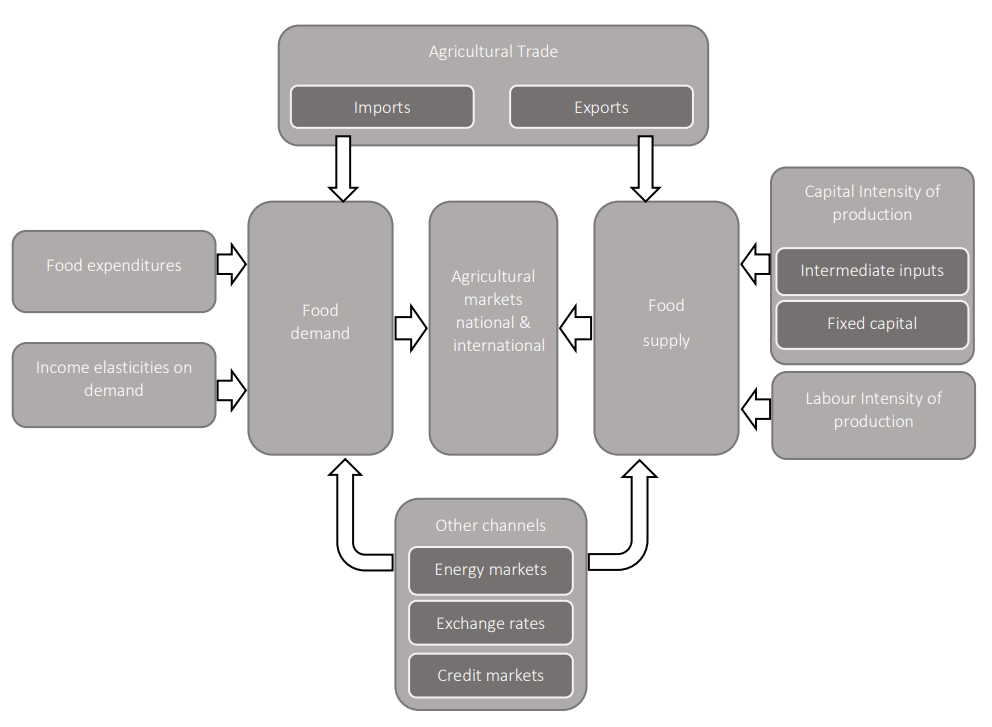 Agricultural Trade
Imports
Exports
Capital Intensity of
production
Intermediate inputs
Fixed capital
Food expenditures
Income elasticities on
demand
Food
demand
Agricultural
markets
national &
international
Food
supply
Labour Intensity of
production
Other channels
Energy markets
Exchange rates
Credit markets